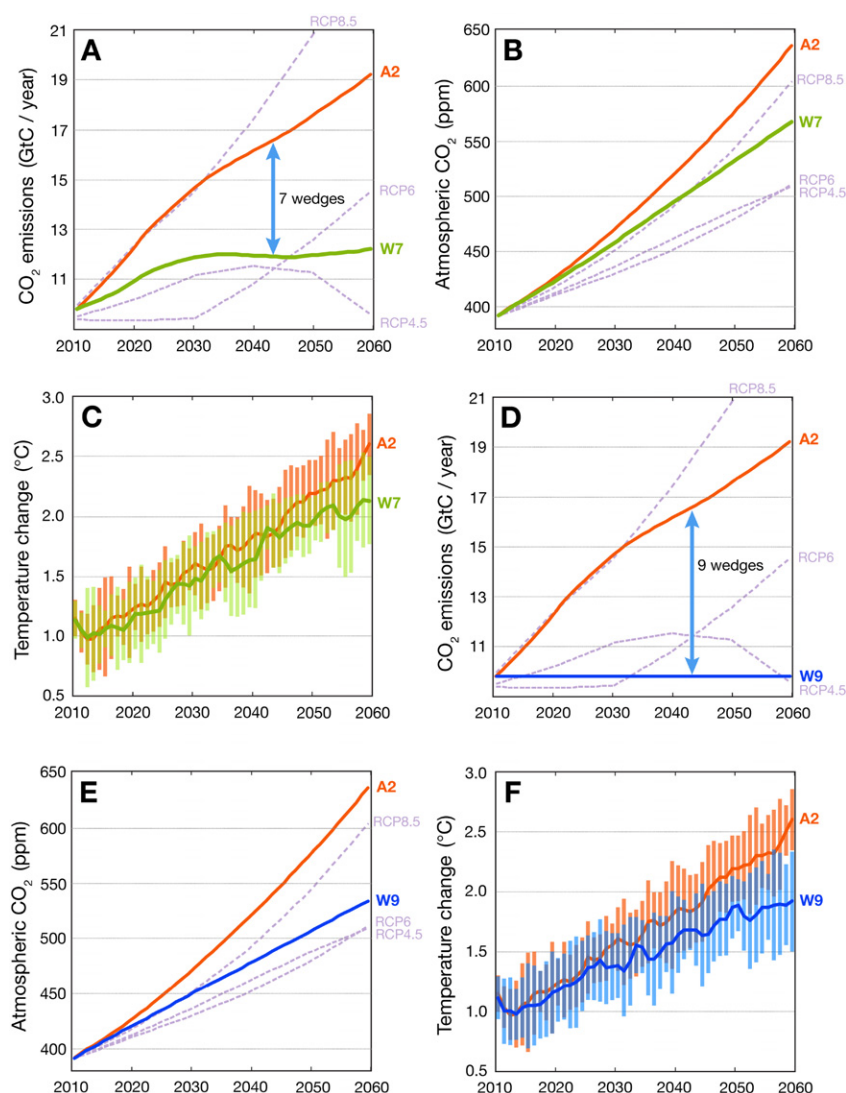 A
CO2 emissions (GtC / year)
21
19
17
15
13
11
2010 2020 2030 2040 2050 2060
RCP8.5
A2
7 wedges
RCP6
W7
RCP4.5
B
Atmospheric CO2 (ppm)
650
600
550
500
450
400
2010 2020 2030 2040 2050 2060
A2
RCP8.5
W7
RCP6
RCP4.5
C
Temperature change (°C)
3.0
2.5
2.0
1.5
1.0
0.5
2010 2020 2030 2040 2050 2060
A2
W7
D
CO2 emissions (GtC / year)
21
19
17
15
13
11
2010 2020 2030 2040 2050 2060
RCP8.5
A2
9 wedges
RCP6
W9
RCP4.5
E
Atmospheric CO2 (ppm)
650
600
550
500
450
400
2010 2020 2030 2040 2050 2060
A2
RCP8.5
W9
RCP6
RCP4.5
F
Temperature change (°C)
3.0
2.5
2.0
1.5
1.0
0.5
2010 2020 2030 2040 2050 2060
A2
W9